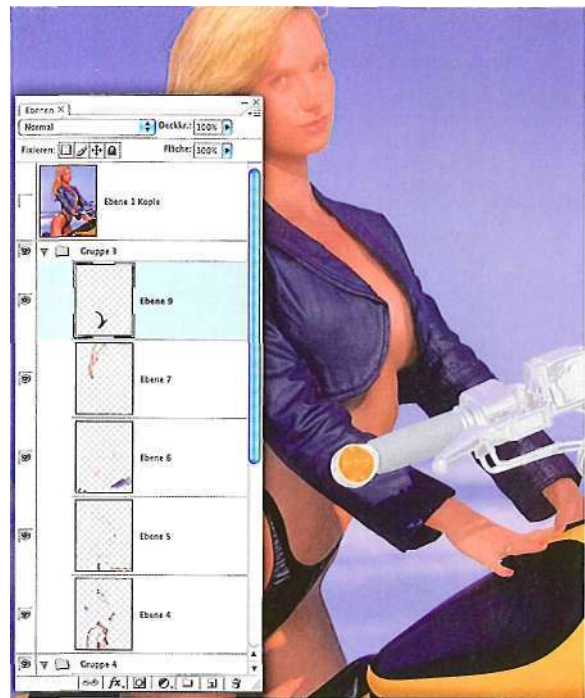 Ebenen ×
Normal Deckkr.: 100%
Fixieren: Fläche: 100%
Ebene 1 Kopie
Gruppe 3
Ebene 9
Ebene 7
Ebene 6
Ebene 5
Ebene 4
Gruppe 4
fx.